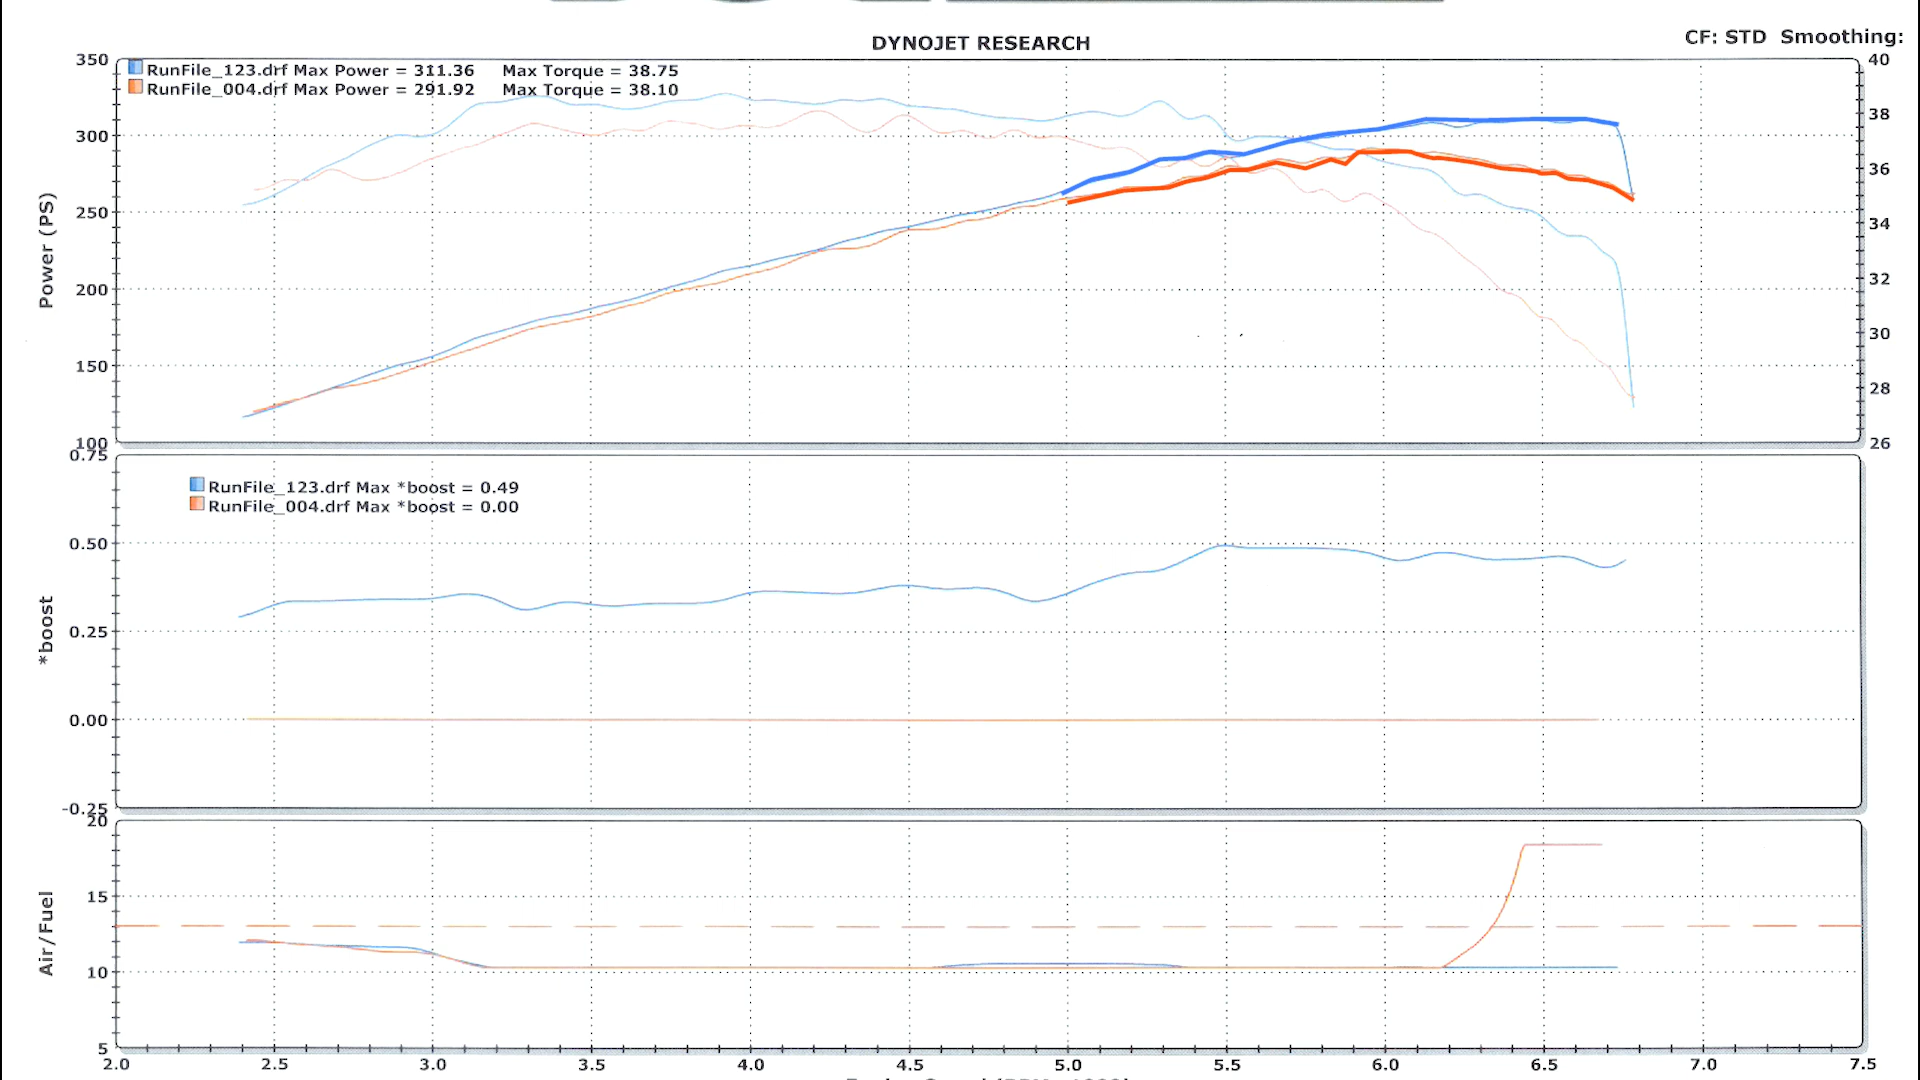 DYNOJET RESEARCH
CF: STD Smoothing:
RunFile_123.drf Max Power = 311.36 Max Torque = 38.75
RunFile_004.drf Max Power = 291.92 Max Torque = 38.10
350
300
250
200
150
100
Power (PS)
40
38
36
34
32
30
28
26
RunFile_123.drf Max *boost = 0.49
RunFile_004.drf Max *boost = 0.00
0.75
0.50
0.25
0.00
-0.25
*boost
20
15
10
5
Air/Fuel
2.0 2.5 3.0 3.5 4.0 4.5 5.0 5.5 6.0 6.5 7.0 7.5